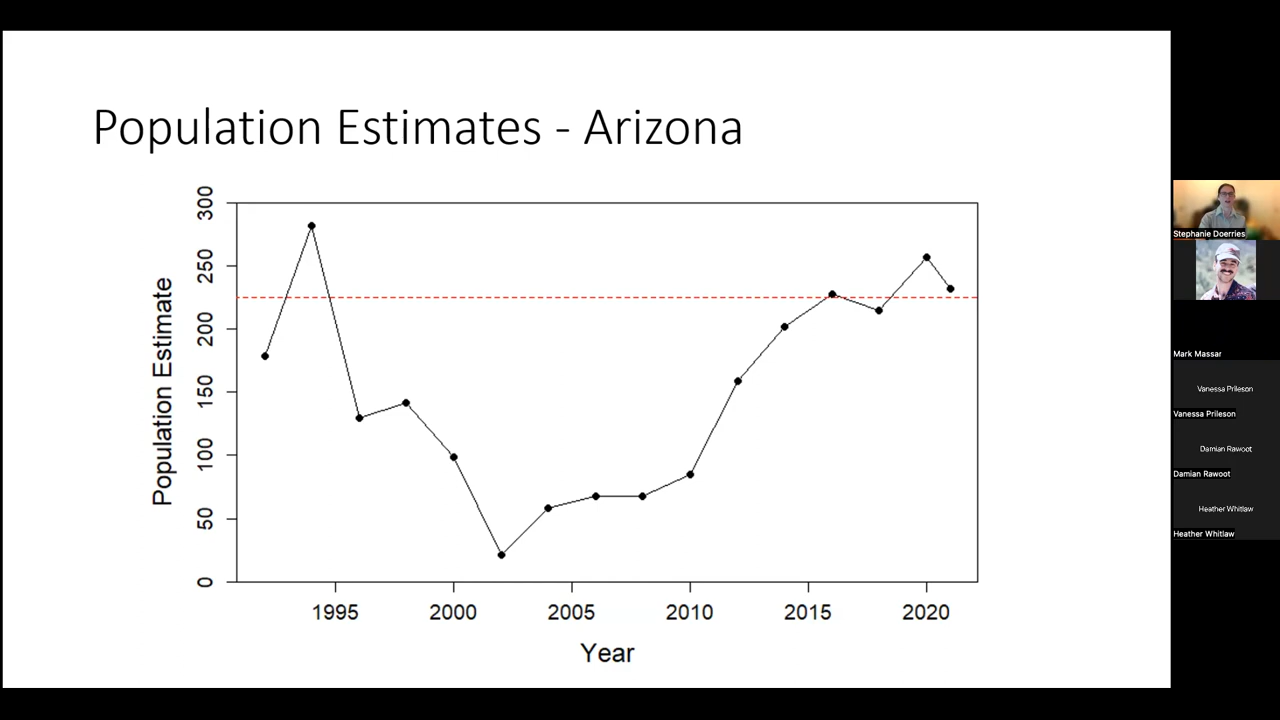 Population Estimates - Arizona
300
250
200
150
100
50
0
Population Estimate
1995 2000 2005 2010 2015 2020
Year
Stephanie Doerries
Mark Massar
Vanessa Prileson
Vanessa Prileson
Damian Rawoot
Damian Rawoot
Heather Whitlaw
Heather Whitlaw